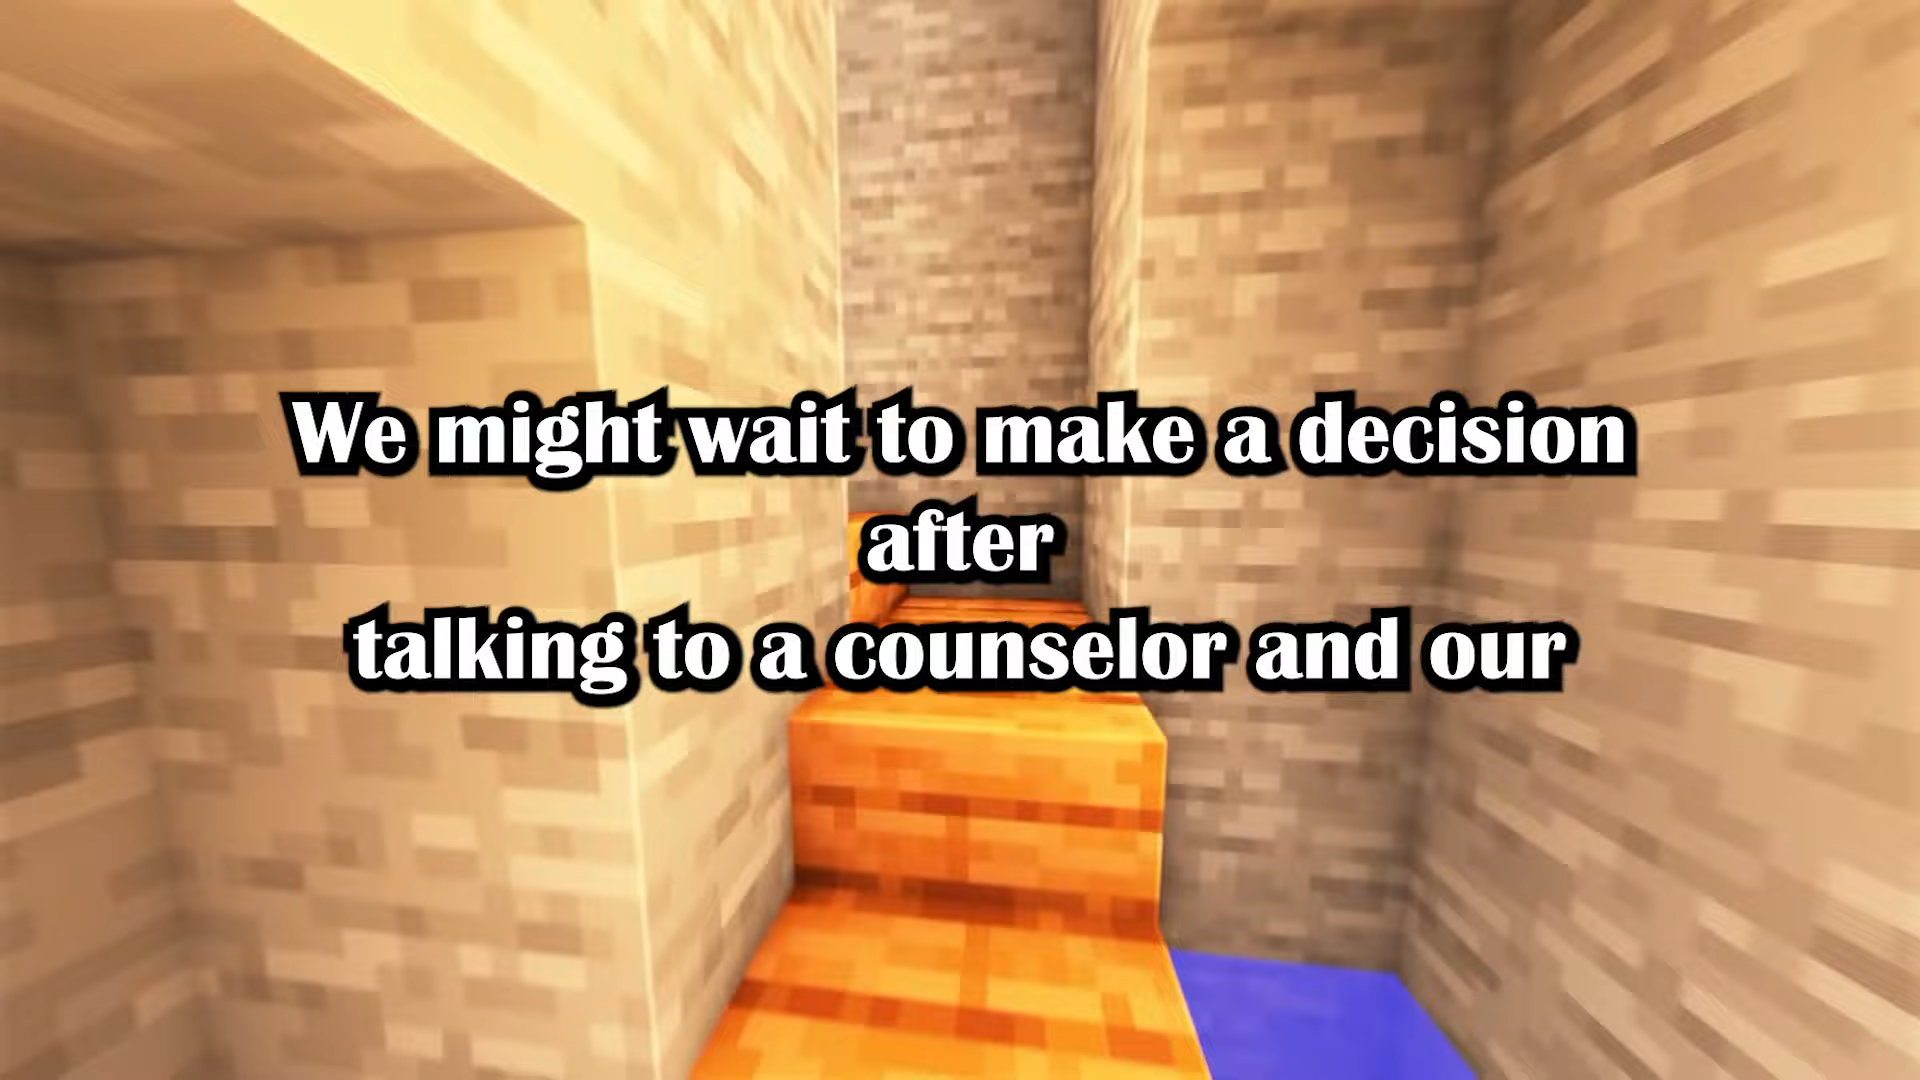 We might wait to make a decision
after
talking to a counselor and our